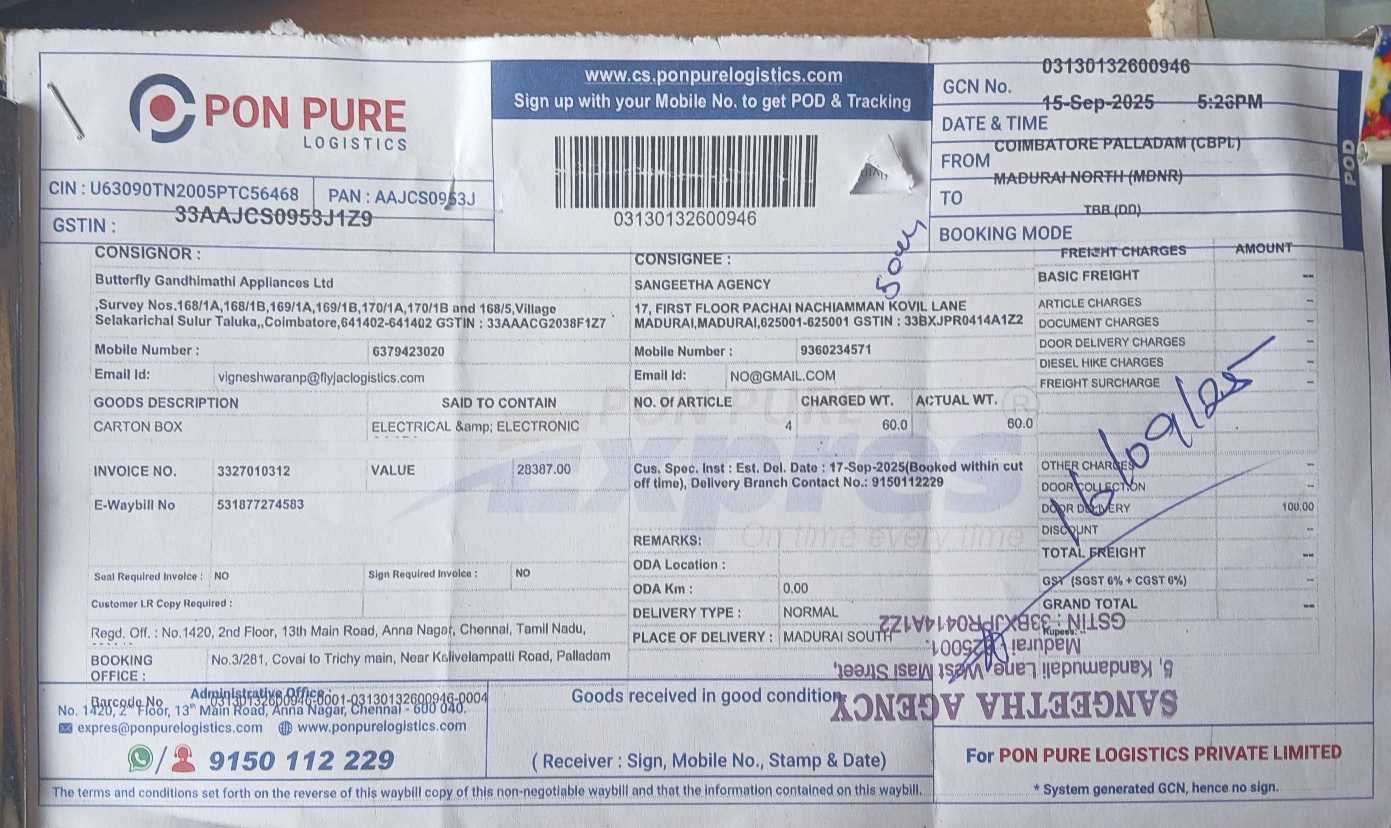 PON PURE
LOGISTICS
www.cs.ponpurelogistics.com
Sign up with your Mobile No. to get POD & Tracking
03130132600946
GCN No. 03130132600946
DATE & TIME 15-Sep-2025 5:26PM
FROM COIMBATORE PALLADAM (CBPL)
TO MADURAI NORTH (MDNR)
BOOKING MODE TBB (DD)
POD
CIN : U63090TN2005PTC56468 PAN : AAJCS0953J
GSTIN : 33AAJCS0953J1Z9
CONSIGNOR :
Butterfly Gandhimathi Appliances Ltd
,Survey Nos.168/1A,168/1B,169/1A,169/1B,170/1A,170/1B and 168/5,Village
Selakarichal Sulur Taluka,,Coimbatore,641402-641402 GSTIN : 33AAACG2038F1Z7
Mobile Number : 6379423020
Email Id: vigneshwaranp@flyjaclogistics.com
CONSIGNEE :
SANGEETHA AGENCY
17, FIRST FLOOR PACHAI NACHIAMMAN KOVIL LANE
MADURAI,MADURAI,625001-625001 GSTIN : 33BXJPR0414A1Z2
Mobile Number : 9360234571
Email Id: NO@GMAIL.COM
GOODS DESCRIPTION SAID TO CONTAIN NO. OF ARTICLE CHARGED WT. ACTUAL WT.
CARTON BOX ELECTRICAL &amp; ELECTRONIC 4 60.0 60.0
INVOICE NO. 3327010312 VALUE 28387.00
E-Waybill No 531877274583
Cus. Spec. Inst : Est. Del. Date : 17-Sep-2025(Booked within cut
off time), Delivery Branch Contact No.: 9150112229
PON PURE
Expres
®
On time every time
REMARKS:
ODA Location :
ODA Km : 0.00
DELIVERY TYPE : NORMAL
PLACE OF DELIVERY : MADURAI SOUTH
Seal Required Invoice : NO Sign Required Invoice : NO
Customer LR Copy Required :
Regd. Off. : No.1420, 2nd Floor, 13th Main Road, Anna Nagar, Chennai, Tamil Nadu,
BOOKING OFFICE : No.3/281, Covai to Trichy main, Near Kalivelampatti Road, Palladam
FREIGHT CHARGES AMOUNT
BASIC FREIGHT --
ARTICLE CHARGES --
DOCUMENT CHARGES --
DOOR DELIVERY CHARGES --
DIESEL HIKE CHARGES --
FREIGHT SURCHARGE --
OTHER CHARGES --
DOOR COLLECTION --
DOOR DELIVERY 100.00
DISCOUNT --
TOTAL FREIGHT --
GST (SGST 6% + CGST 6%)
GRAND TOTAL --
Rupees:
16/09/25
SANGEETHA AGENCY
5, Kandamudali Lane, West Masi Street,
Madurai
GSTIN : 33BXJPR0414A1Z2
Barcode No 03130132600946-0001-03130132600946-0004
Administrative Office :
No. 1420, 2nd Floor, 13th Main Road, Anna Nagar, Chennai - 600 040.
expres@ponpurelogistics.com www.ponpurelogistics.com
9150 112 229
Goods received in good condition
( Receiver : Sign, Mobile No., Stamp & Date)
For PON PURE LOGISTICS PRIVATE LIMITED
* System generated GCN, hence no sign.
The terms and conditions set forth on the reverse of this waybill copy of this non-negotiable waybill and that the information contained on this waybill.